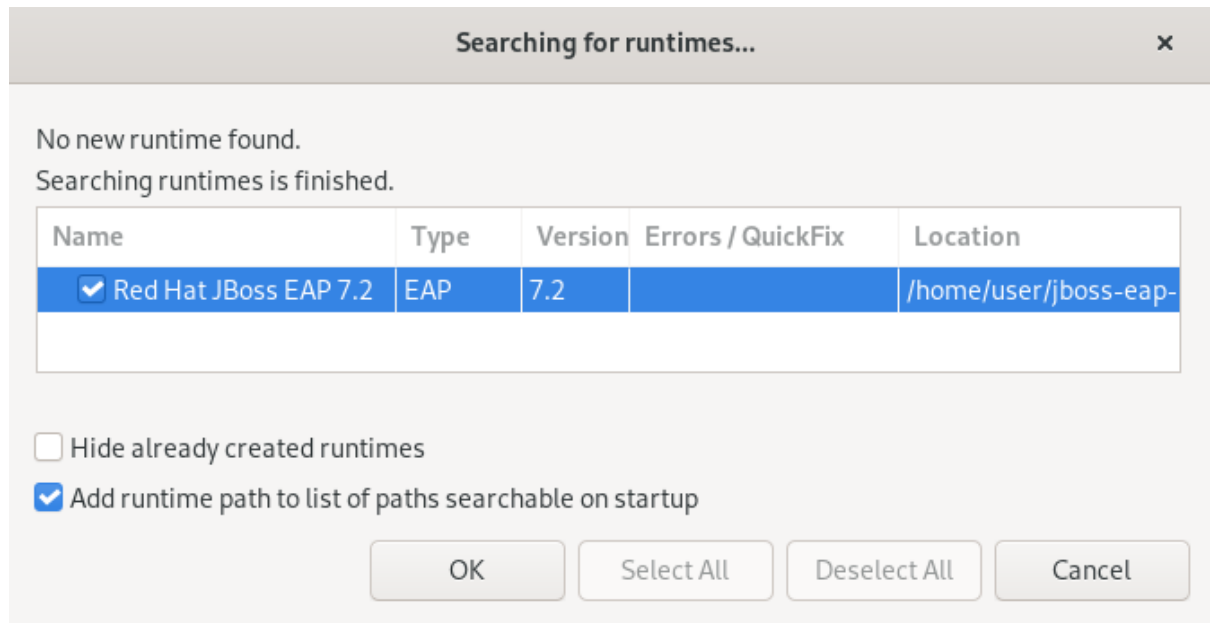 Searching for runtimes...
No new runtime found.
Searching runtimes is finished.
Name Type Version Errors / QuickFix Location
Red Hat JBoss EAP 7.2 EAP 7.2 /home/user/jboss-eap-
Hide already created runtimes
Add runtime path to list of paths searchable on startup
OK Select All Deselect All Cancel